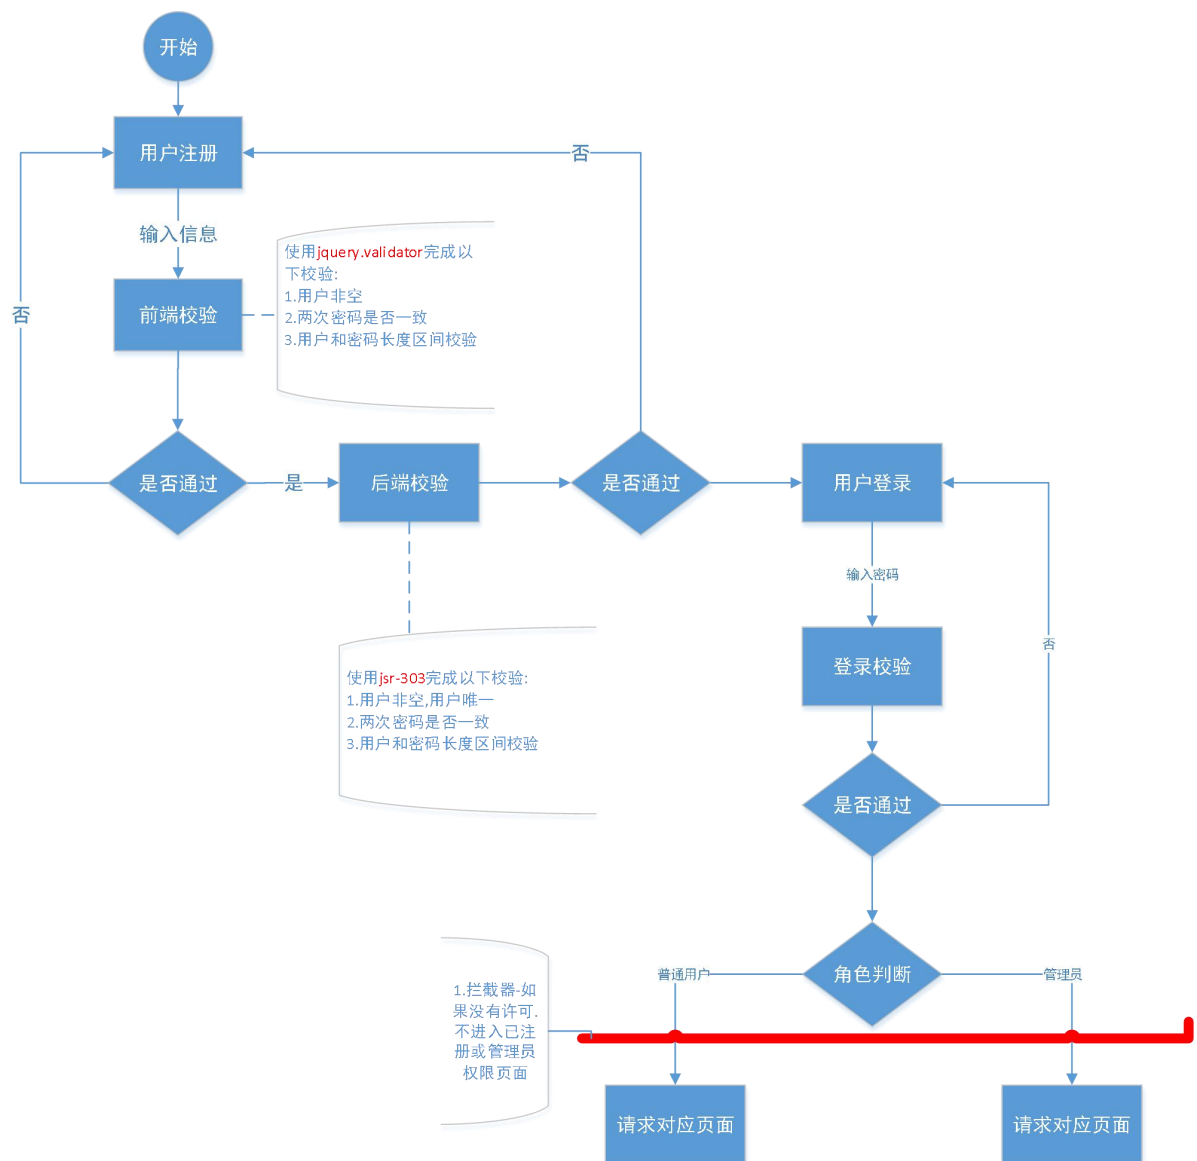 开始
用户注册
否
输入信息
使用jquery.validator完成以
下校验:
1.用户非空
2.两次密码是否一致
3.用户和密码长度区间校验
否
前端校验
是否通过
是
后端校验
是否通过
用户登录
输入密码
使用jsr-303完成以下校验:
1.用户非空,用户唯一
2.两次密码是否一致
3.用户和密码长度区间校验
登录校验
否
是否通过
角色判断
普通用户
管理员
1.拦截器-如
果没有许可.
不进入已注
册或管理员
权限页面
请求对应页面
请求对应页面